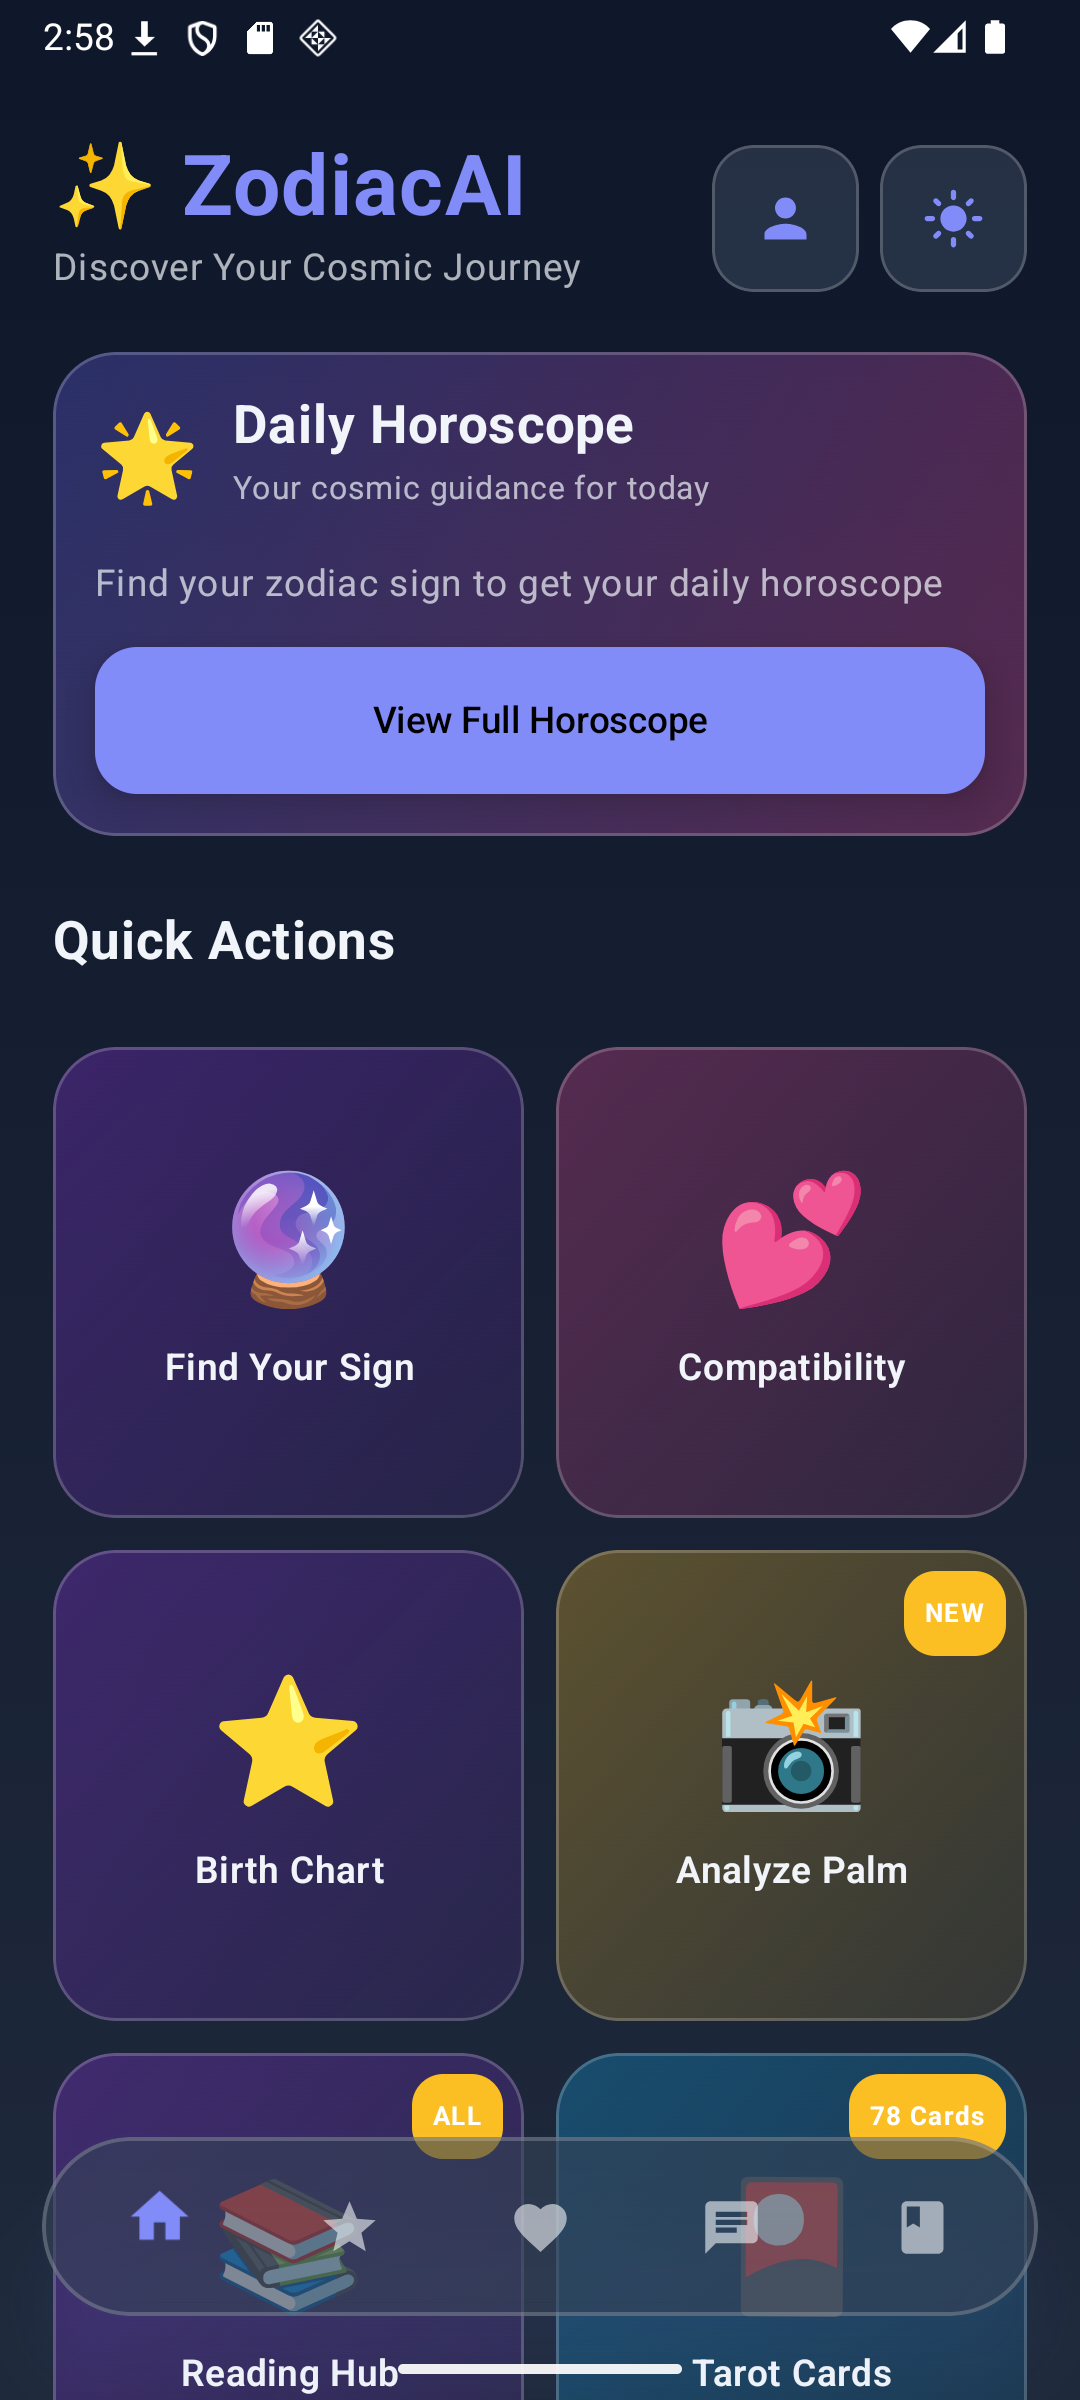 2:58
ZodiacAI
Discover Your Cosmic Journey
Daily Horoscope
Your cosmic guidance for today
Find your zodiac sign to get your daily horoscope
View Full Horoscope
Quick Actions
Find Your Sign
Compatibility
Birth Chart
NEW
Analyze Palm
ALL
Reading Hub
78 Cards
Tarot Cards